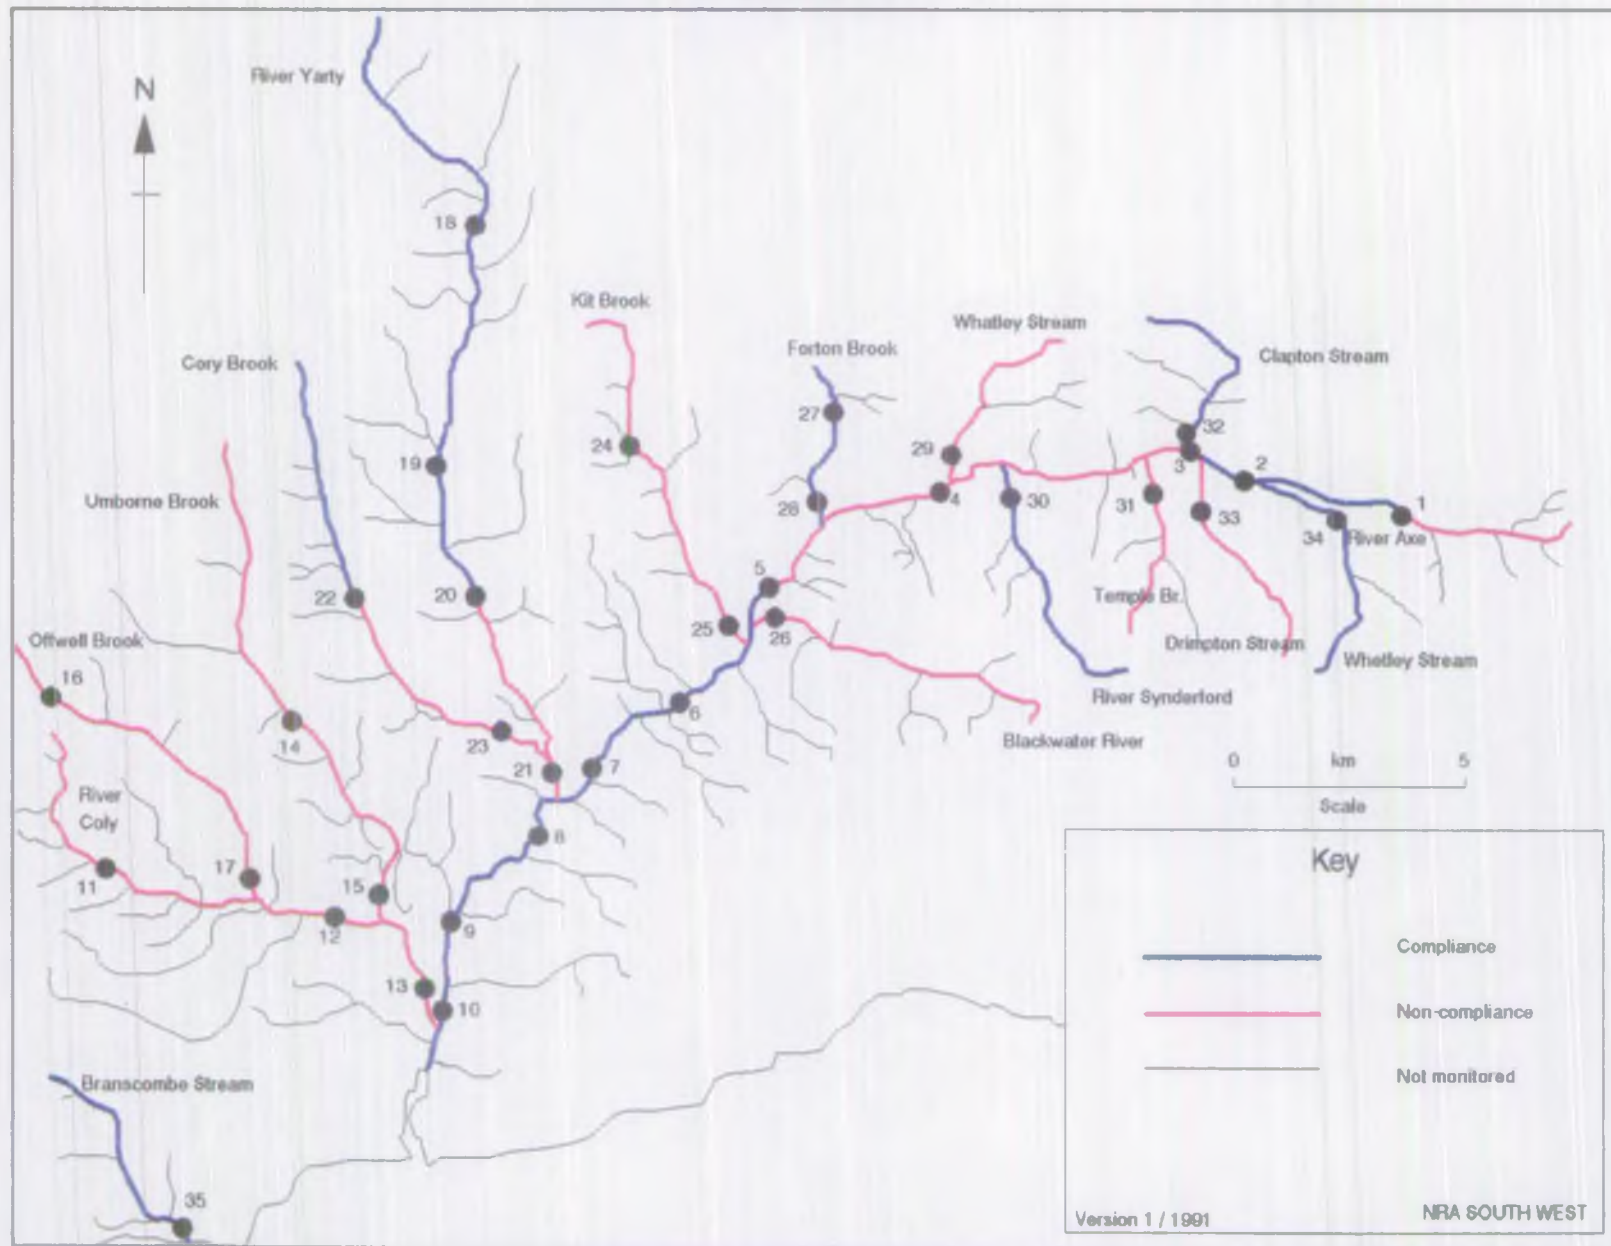 River Yarty
N
18
Kit Brook
Whatley Stream
Forton Brook
Clapton Stream
Cory Brook
27
32
24
29
3
2
19
1
Umborne Brook
28
4
30
31
33
34
River Axe
5
22
20
Temple Br.
25
26
Offwell Brook
Drimpton Stream
Whetley Stream
16
River Synderford
6
14
23
Blackwater River
21
7
0
km
5
Scale
River
Coly
8
Key
17
11
15
12
9
Compliance
13
10
Non-compliance
Not monitored
Branscombe Stream
35
Version 1 / 1991
NRA SOUTH WEST